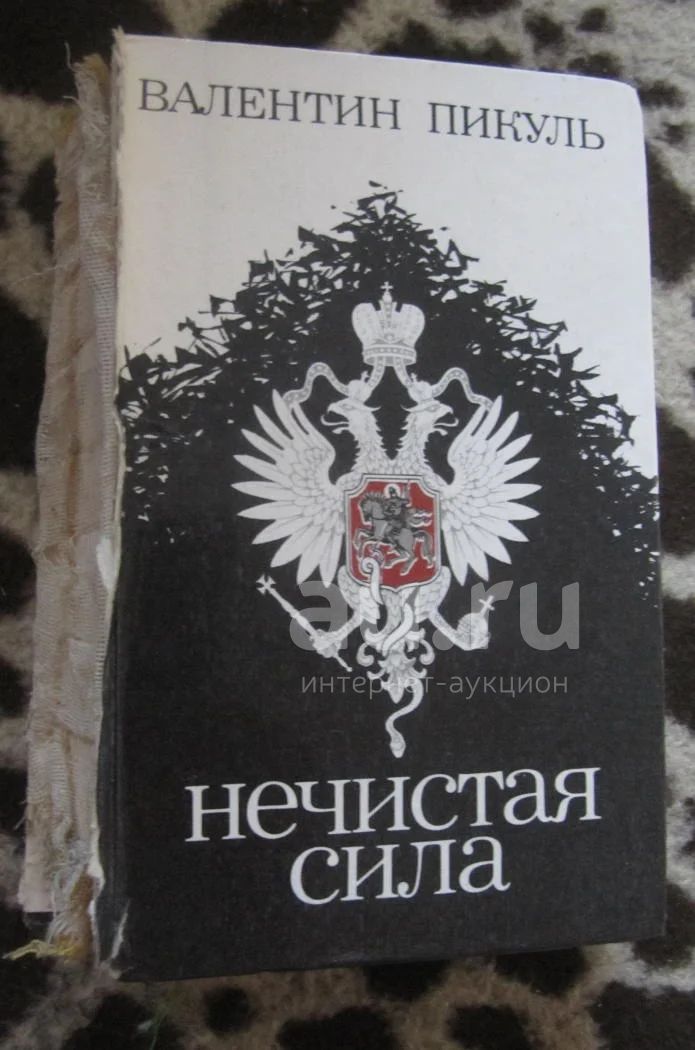 ВАЛЕНТИН ПИКУЛЬ
au.ru
интернет-аукцион
нечистая
сила